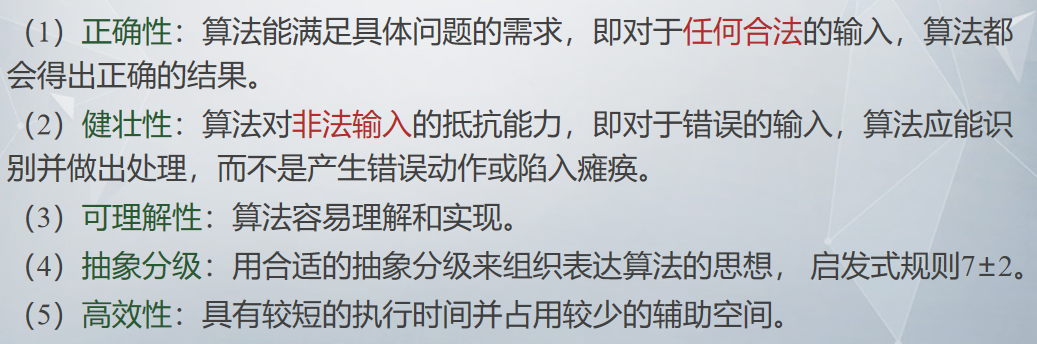 （1）正确性：算法能满足具体问题的需求，即对于任何合法的输入，算法都
会得出正确的结果。
（2）健壮性：算法对非法输入的抵抗能力，即对于错误的输入，算法应能识
别并做出处理，而不是产生错误动作或陷入瘫痪。
（3）可理解性：算法容易理解和实现。
（4）抽象分级：用合适的抽象分级来组织表达算法的思想， 启发式规则7±2。
（5）高效性：具有较短的执行时间并占用较少的辅助空间。